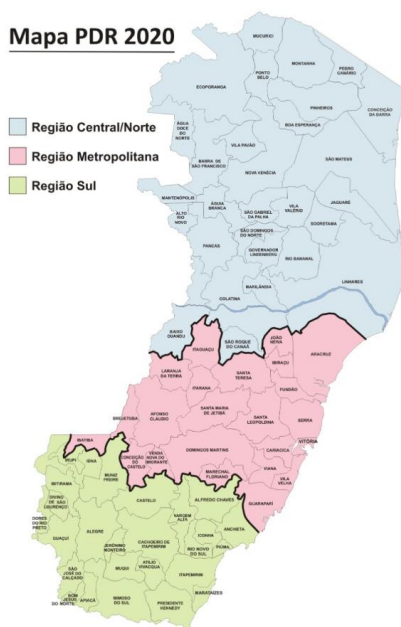 Mapa PDR 2020
Região Central/Norte
Região Metropolitana
Região Sul
MUCURICI
MONTANHA
PEDRO
CANÁRIO
PONTO
BELO
ECOPORANGA
PINHEIROS
CONCEIÇÃO
DA BARRA
ÁGUA
DOCE
DO
NORTE
BOA ESPERANÇA
VILA PAVÃO
BARRA DE
SÃO FRANCISCO
SÃO MATEUS
NOVA VENÉCIA
MANTENÓPOLIS
ÁGUIA
BRANCA
JAGUARÉ
ALTO
RIO
NOVO
SÃO GABRIEL
DA PALHA
VILA
VALÉRIO
SOORETAMA
PANCAS
SÃO DOMINGOS
DO NORTE
GOVERNADOR
LINDENBERG
RIO BANANAL
MARILÂNDIA
LINHARES
COLATINA
BAIXO
GUANDU
SÃO ROQUE
DO CANAÃ
JOÃO
NEIVA
ITAGUAÇU
ARACRUZ
IBIRAÇU
LARANJA
DA TERRA
SANTA
TERESA
ITARANA
FUNDÃO
BREJETUBA
AFONSO
CLAUDIO
SANTA MARIA
DE JETIBÁ
SANTA
LEOPOLDINA
SERRA
IBATIBA
VITÓRIA
CONCEIÇÃO
DO
CASTELO
VENDA
NOVA DO
IMIGRANTE
DOMINGOS MARTINS
CARIACICA
IRUPI
IÚNA
MUNIZ
FREIRE
MARECHAL
FLORIANO
VIANA
VILA
VELHA
IBITIRAMA
CASTELO
ALFREDO CHAVES
GUARAPARI
DIVINO
DE SÃO
LOURENÇO
VARGEM
ALTA
DORES
DO RIO
PRETO
ANCHIETA
GUAÇUÍ
ALEGRE
ICONHA
JERÔNIMO
MONTEIRO
CACHOEIRO DE
ITAPEMIRIM
RIO NOVO
DO SUL
PIÚMA
SÃO
JOSÉ DO
CALÇADO
MUQUI
ATILIO
VIVACQUA
ITAPEMIRIM
BOM
JESUS
DO NORTE
APIACÁ
MIMOSO
DO SUL
PRESIDENTE
KENNEDY
MARATAIZES